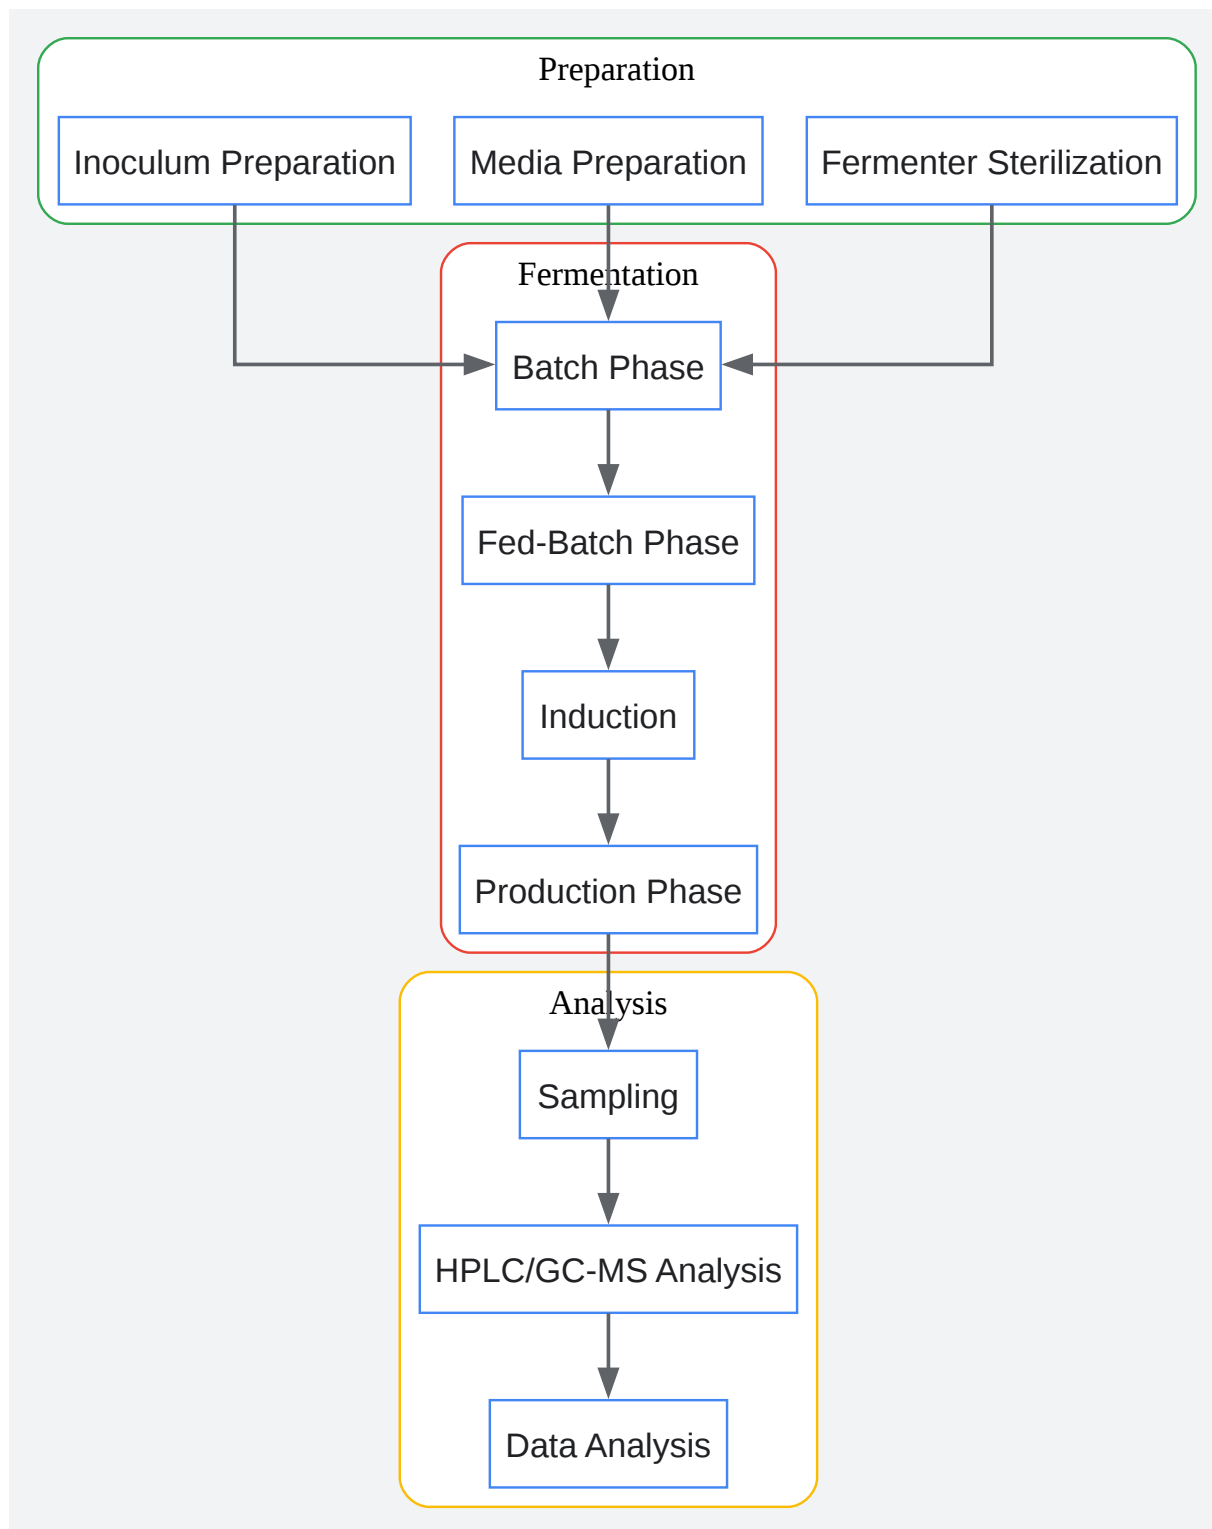 Preparation
Inoculum Preparation
Media Preparation
Fermenter Sterilization
Fermentation
Batch Phase
Fed-Batch Phase
Induction
Production Phase
Analysis
Sampling
HPLC/GC-MS Analysis
Data Analysis